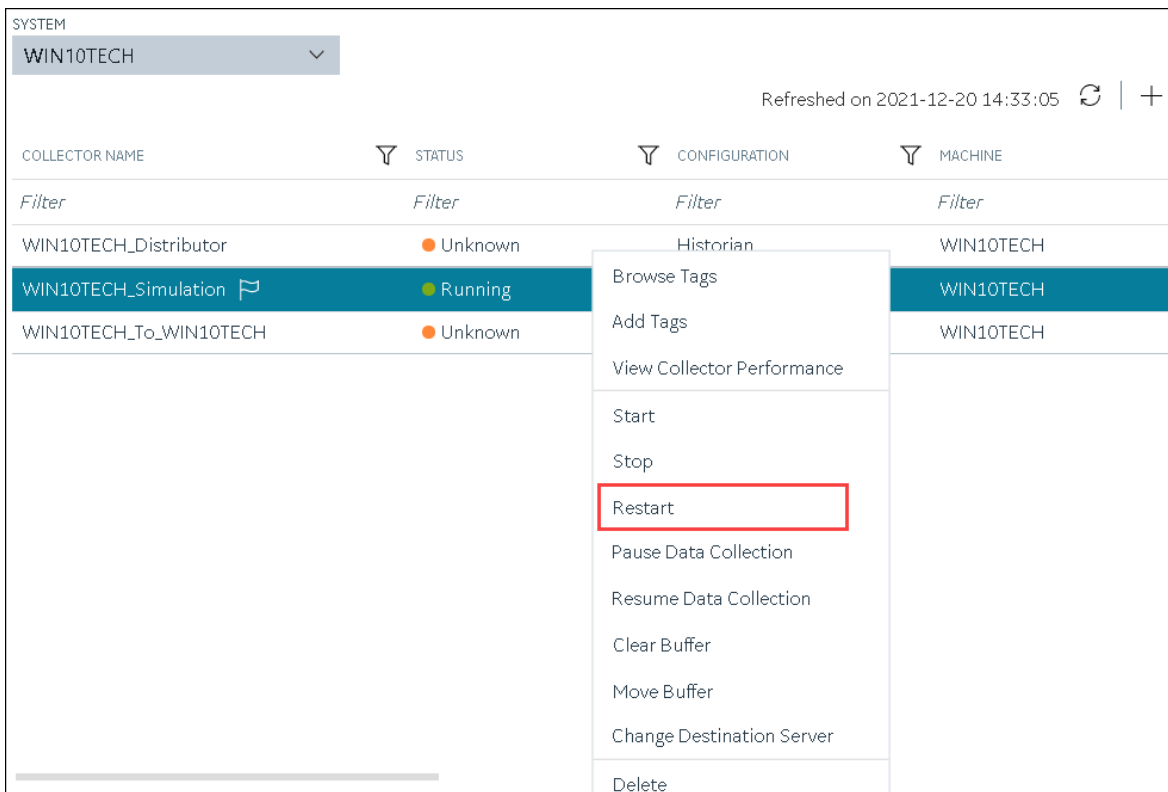 SYSTEM
WIN10TECH
Refreshed on 2021-12-20 14:33:05
COLLECTOR NAME STATUS CONFIGURATION MACHINE
Filter Filter Filter Filter
WIN10TECH_Distributor Unknown Historian WIN10TECH
WIN10TECH_Simulation Running WIN10TECH
WIN10TECH_To_WIN10TECH Unknown WIN10TECH
Browse Tags
Add Tags
View Collector Performance
Start
Stop
Restart
Pause Data Collection
Resume Data Collection
Clear Buffer
Move Buffer
Change Destination Server
Delete